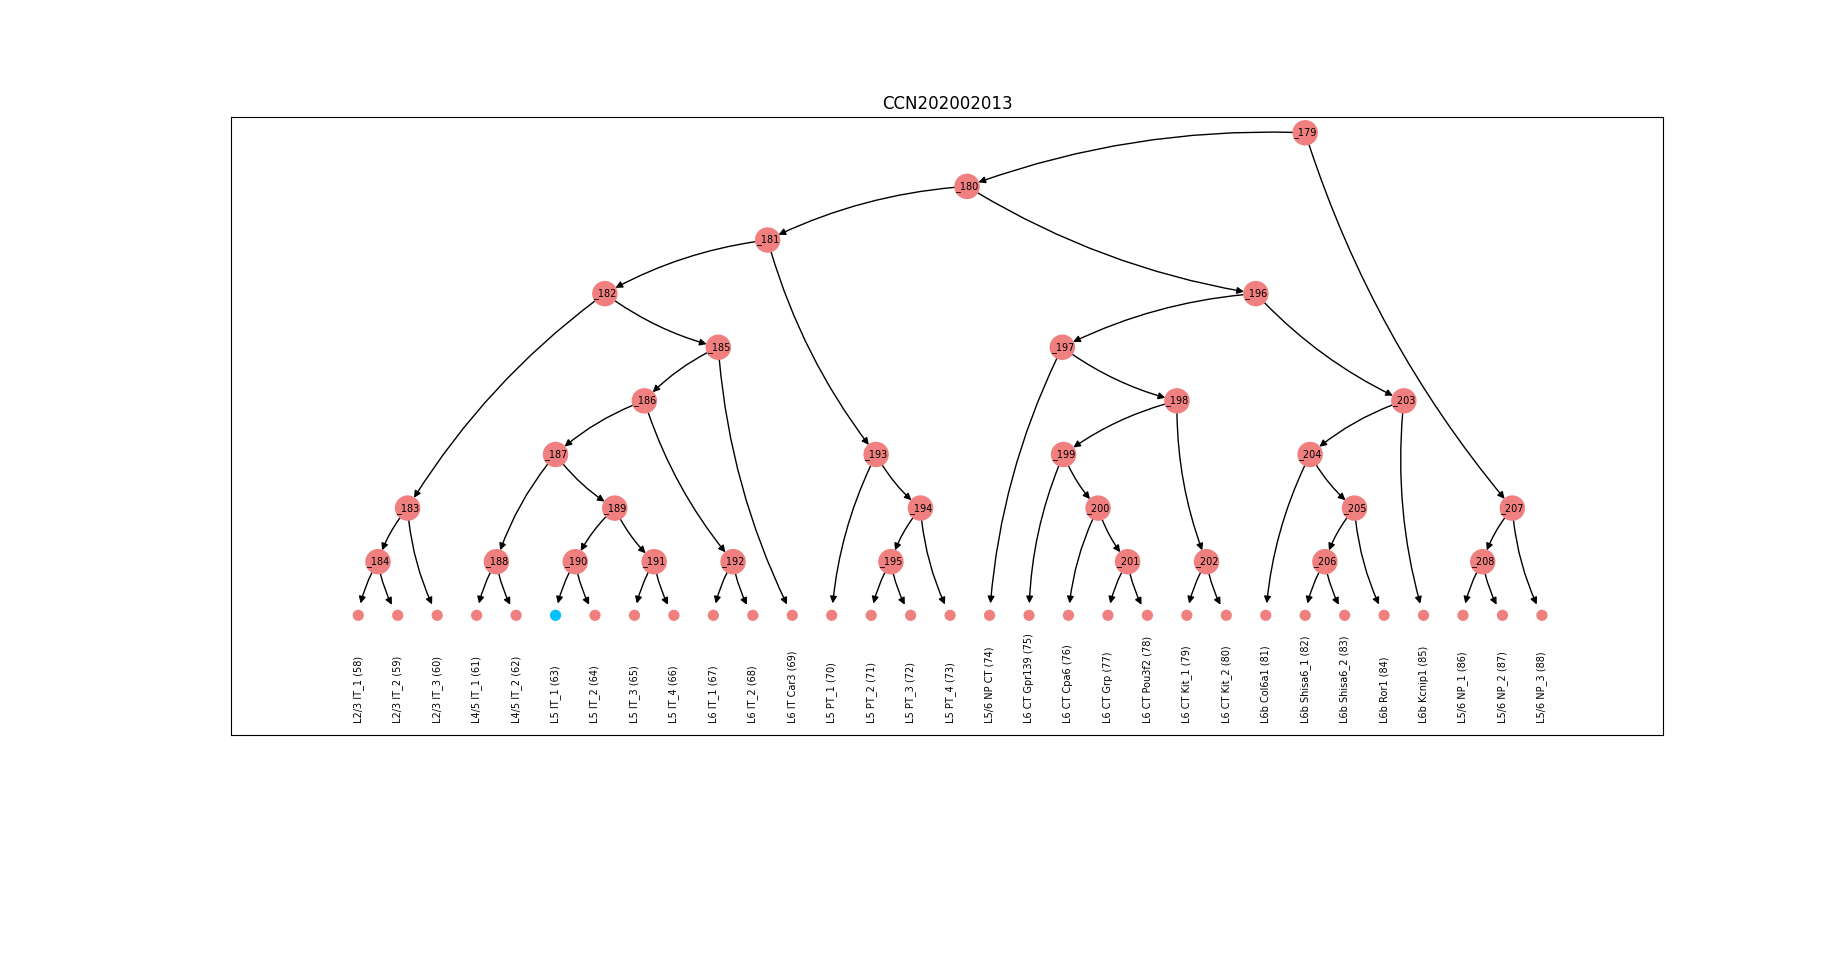 CCN202002013
_179
_180
_181
_182
_196
_185
_197
_186
_198
_203
_187
_193
_199
_204
_183
_189
_194
_200
_205
_207
_184
_188
_190
_191
_192
_195
_201
_202
_206
_208
L2/3 IT_1 (58)
L2/3 IT_2 (59)
L2/3 IT_3 (60)
L4/5 IT_1 (61)
L4/5 IT_2 (62)
L5 IT_1 (63)
L5 IT_2 (64)
L5 IT_3 (65)
L5 IT_4 (66)
L6 IT_1 (67)
L6 IT_2 (68)
L6 IT Car3 (69)
L5 PT_1 (70)
L5 PT_2 (71)
L5 PT_3 (72)
L5 PT_4 (73)
L5/6 NP CT (74)
L6 CT Gpr139 (75)
L6 CT Cpa6 (76)
L6 CT Grp (77)
L6 CT Pou3f2 (78)
L6 CT Kit_1 (79)
L6 CT Kit_2 (80)
L6b Col6a1 (81)
L6b Shisa6_1 (82)
L6b Shisa6_2 (83)
L6b Ror1 (84)
L6b Kcnip1 (85)
L5/6 NP_1 (86)
L5/6 NP_2 (87)
L5/6 NP_3 (88)